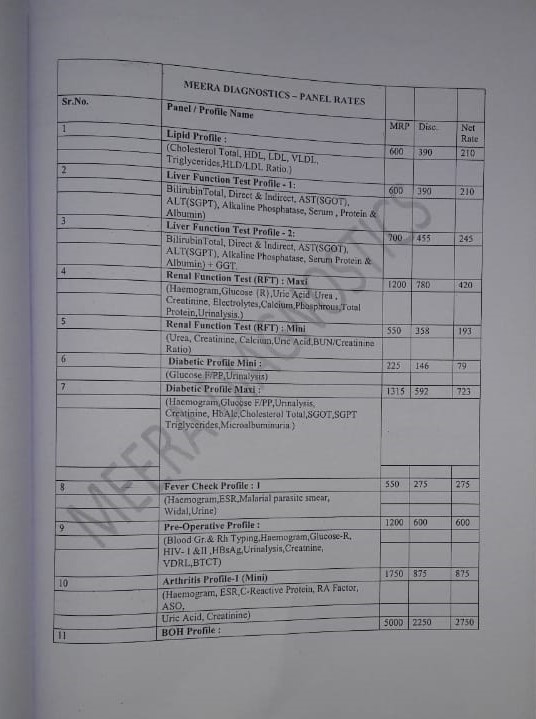 MEERA DIAGNOSTICS – PANEL RATES
Sr.No. Panel / Profile Name MRP Disc. Net Rate
1 Lipid Profile : 600 390 210
(Cholesterol Total, HDL, LDL, VLDL,
Triglycerides,HLD/LDL Ratio.)
2 Liver Function Test Profile - 1: 600 390 210
BilirubinTotal, Direct & Indirect, AST(SGOT),
ALT(SGPT), Alkaline Phosphatase, Serum , Protein &
Albumin)
3 Liver Function Test Profile - 2: 700 455 245
BilirubinTotal, Direct & Indirect, AST(SGOT),
ALT(SGPT), Alkaline Phosphatase, Serum Protein &
Albumin) + GGT.
4 Renal Function Test (RFT) : Maxi 1200 780 420
(Haemogram,Glucose (R),Uric Acid Urea ,
Creatinine, Electrolytes,Calcium,Phosphrous,Total
Protein,Urinalysis.)
5 Renal Function Test (RFT) : Mini 550 358 193
(Urea, Creatinine, Calcium,Uric Acid,BUN/Creatinine
Ratio)
6 Diabetic Profile Mini : 225 146 79
(Glucose F/PP,Urinalysis)
7 Diabetic Profile Maxi : 1315 592 723
(Haemogram,Glucose F/PP,Urinalysis,
Creatinine, HbAlc,Cholesterol Total,SGOT,SGPT
Triglycerides,Microalbuminuria )
8 Fever Check Profile : 1 550 275 275
(Haemogram,ESR,Malarial parasite smear,
Widal,Urine)
9 Pre-Operative Profile : 1200 600 600
(Blood Gr.& Rh Typing,Haemogram,Glucose-R,
HIV- I &II ,HBsAg,Urinalysis,Creatnine,
VDRL,BTCT)
10 Arthritis Profile-1 (Mini) 1750 875 875
(Haemogram, ESR,C-Reactive Protein, RA Factor,
ASO,
Uric Acid, Creatinine)
11 BOH Profile : 5000 2250 2750
MEERA DIAGNOSTICS